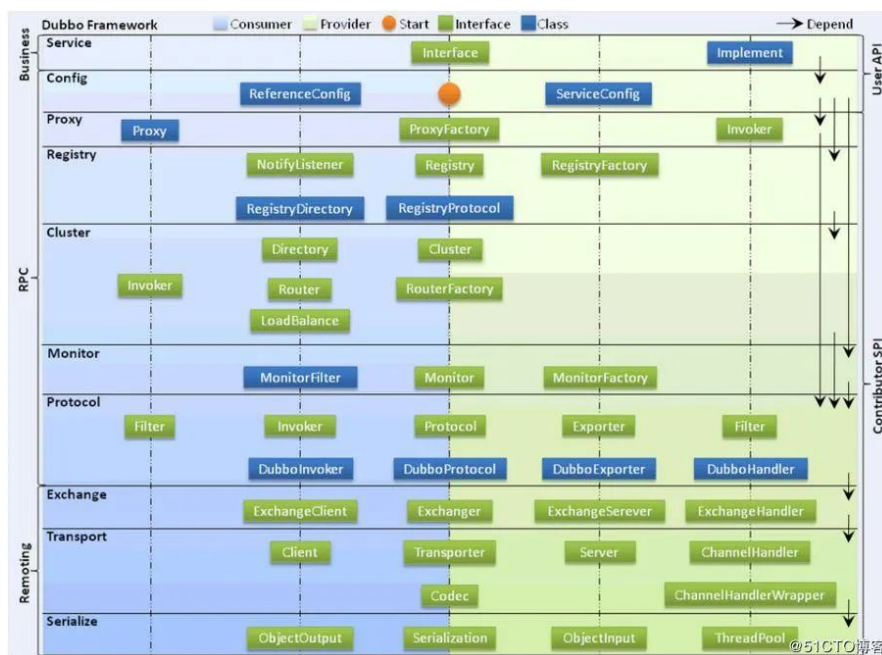 Dubbo Framework Consumer Provider Start Interface Class Depend
Business
Service
Interface Implement
User API
Config
ReferenceConfig ServiceConfig
RPC
Proxy
Proxy ProxyFactory Invoker
Registry
NotifyListener Registry RegistryFactory
RegistryDirectory RegistryProtocol
Cluster
Directory Cluster
Invoker Router RouterFactory
LoadBalance
Contributor SPI
Monitor
MonitorFilter Monitor MonitorFactory
Protocol
Filter Invoker Protocol Exporter Filter
DubboInvoker DubboProtocol DubboExporter DubboHandler
Remoting
Exchange
ExchangeClient Exchanger ExchangeSerever ExchangeHandler
Transport
Client Transporter Server ChannelHandler
Codec ChannelHandlerWrapper
Serialize
ObjectOutput Serialization ObjectInput ThreadPool
@51CTO博客